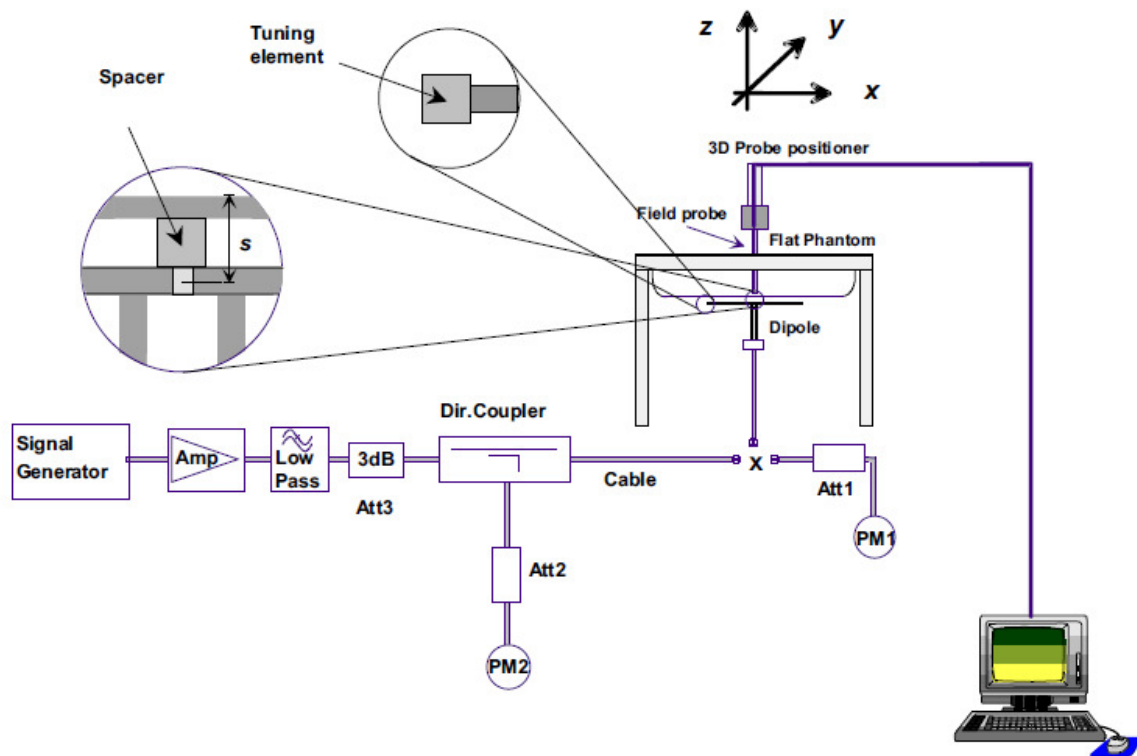 Tuning
element
Spacer
s
z
y
x
3D Probe positioner
Field probe
Flat Phantom
Dipole
Dir.Coupler
Signal
Generator
Amp
Low
Pass
3dB
Att3
Cable
x
Att1
PM1
Att2
PM2